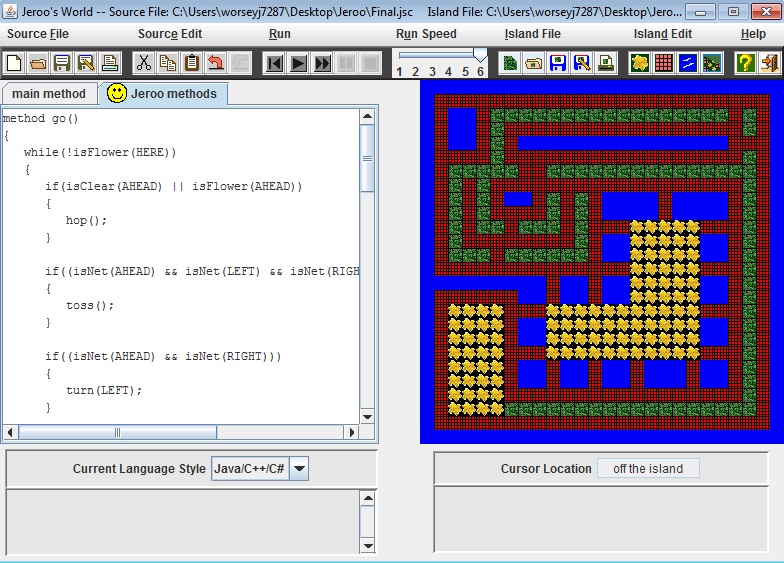 Jeroo's World -- Source File: C:\Users\worseyj7287\Desktop\Jeroo\Final.jsc    Island File: C:\Users\worseyj7287\Desktop\Jeroo...
Source File    Source Edit    Run    Run Speed    Island File    Island Edit    Help
1 2 3 4 5 6
main method    Jeroo methods
method go()
{
while(!isFlower(HERE))
{
if(isClear(AHEAD) || isFlower(AHEAD))
{
hop();
}
if((isNet(AHEAD) && isNet(LEFT) && isNet(RIGH
{
toss();
}
if((isNet(AHEAD) && isNet(RIGHT)))
{
turn(LEFT);
}
Current Language Style    Java/C++/C#    Cursor Location    off the island